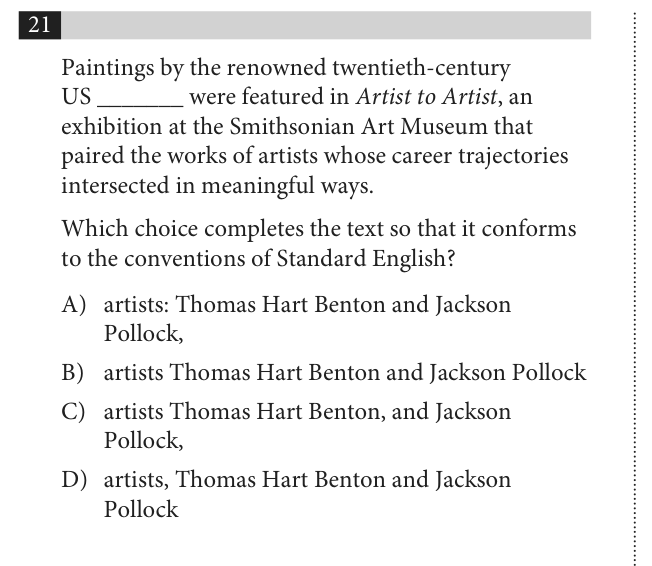 21
Paintings by the renowned twentieth-century
US _______ were featured in Artist to Artist, an
exhibition at the Smithsonian Art Museum that
paired the works of artists whose career trajectories
intersected in meaningful ways.
Which choice completes the text so that it conforms
to the conventions of Standard English?
A) artists: Thomas Hart Benton and Jackson
Pollock,
B) artists Thomas Hart Benton and Jackson Pollock
C) artists Thomas Hart Benton, and Jackson
Pollock,
D) artists, Thomas Hart Benton and Jackson
Pollock